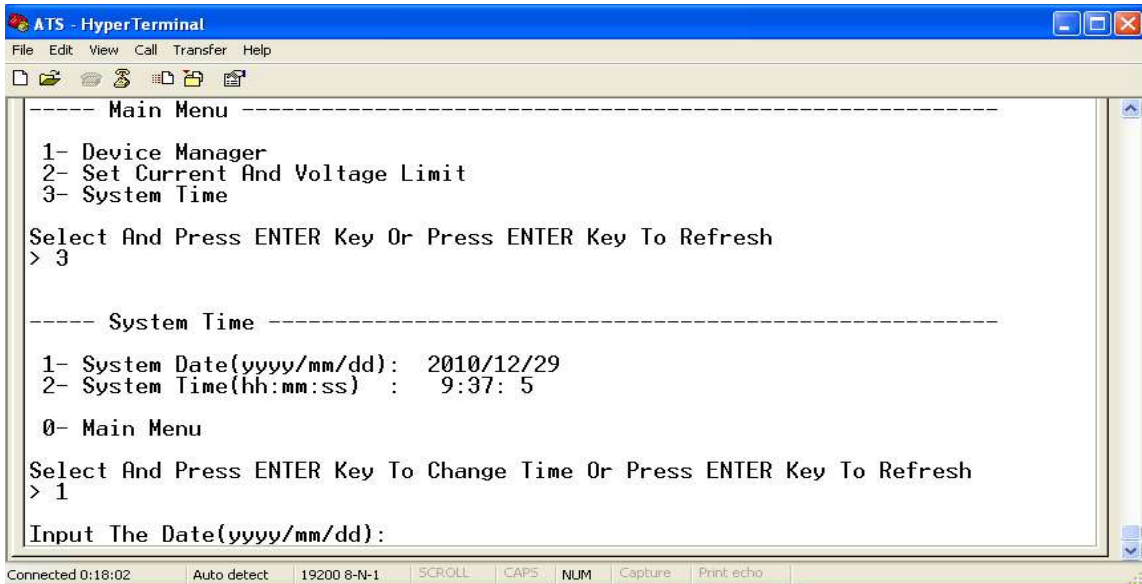 ATS - HyperTerminal
File Edit View Call Transfer Help
----- Main Menu ---------------------------------------------------------
1- Device Manager
2- Set Current And Voltage Limit
3- System Time
Select And Press ENTER Key Or Press ENTER Key To Refresh
> 3
----- System Time -------------------------------------------------------
1- System Date(yyyy/mm/dd):  2010/12/29
2- System Time(hh:mm:ss)  :   9:37: 5
0- Main Menu
Select And Press ENTER Key To Change Time Or Press ENTER Key To Refresh
> 1
Input The Date(yyyy/mm/dd):
Connected 0:18:02 Auto detect 19200 8-N-1 SCROLL CAPS NUM Capture Print echo